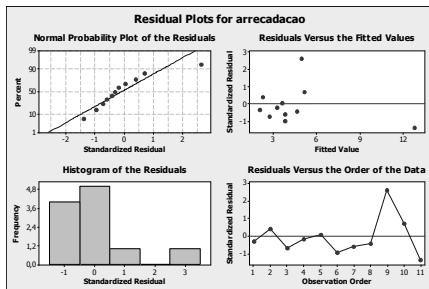 Residual Plots for arrecadacao
Normal Probability Plot of the Residuals
Percent
99
90
50
10
1
-2 -1 0 1 2
Standardized Residual
Residuals Versus the Fitted Values
Standardized Residual
3
2
1
0
-1
3 6 9 12
Fitted Value
Histogram of the Residuals
Frequency
4,8
3,6
2,4
1,2
0,0
-1 0 1 2 3
Standardized Residual
Residuals Versus the Order of the Data
Standardized Residual
3
2
1
0
-1
1 2 3 4 5 6 7 8 9 10 11
Observation Order